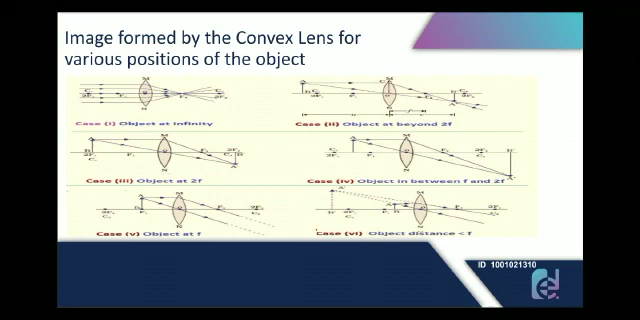 Image formed by the Convex Lens for
various positions of the object
Case (i) Object at infinity
Case (ii) Object at beyond 2f
Case (iii) Object at 2f
Case (iv) Object in between f and 2f
Case (v) Object at f
Case (vi) Object distance < f
ID 1001021310